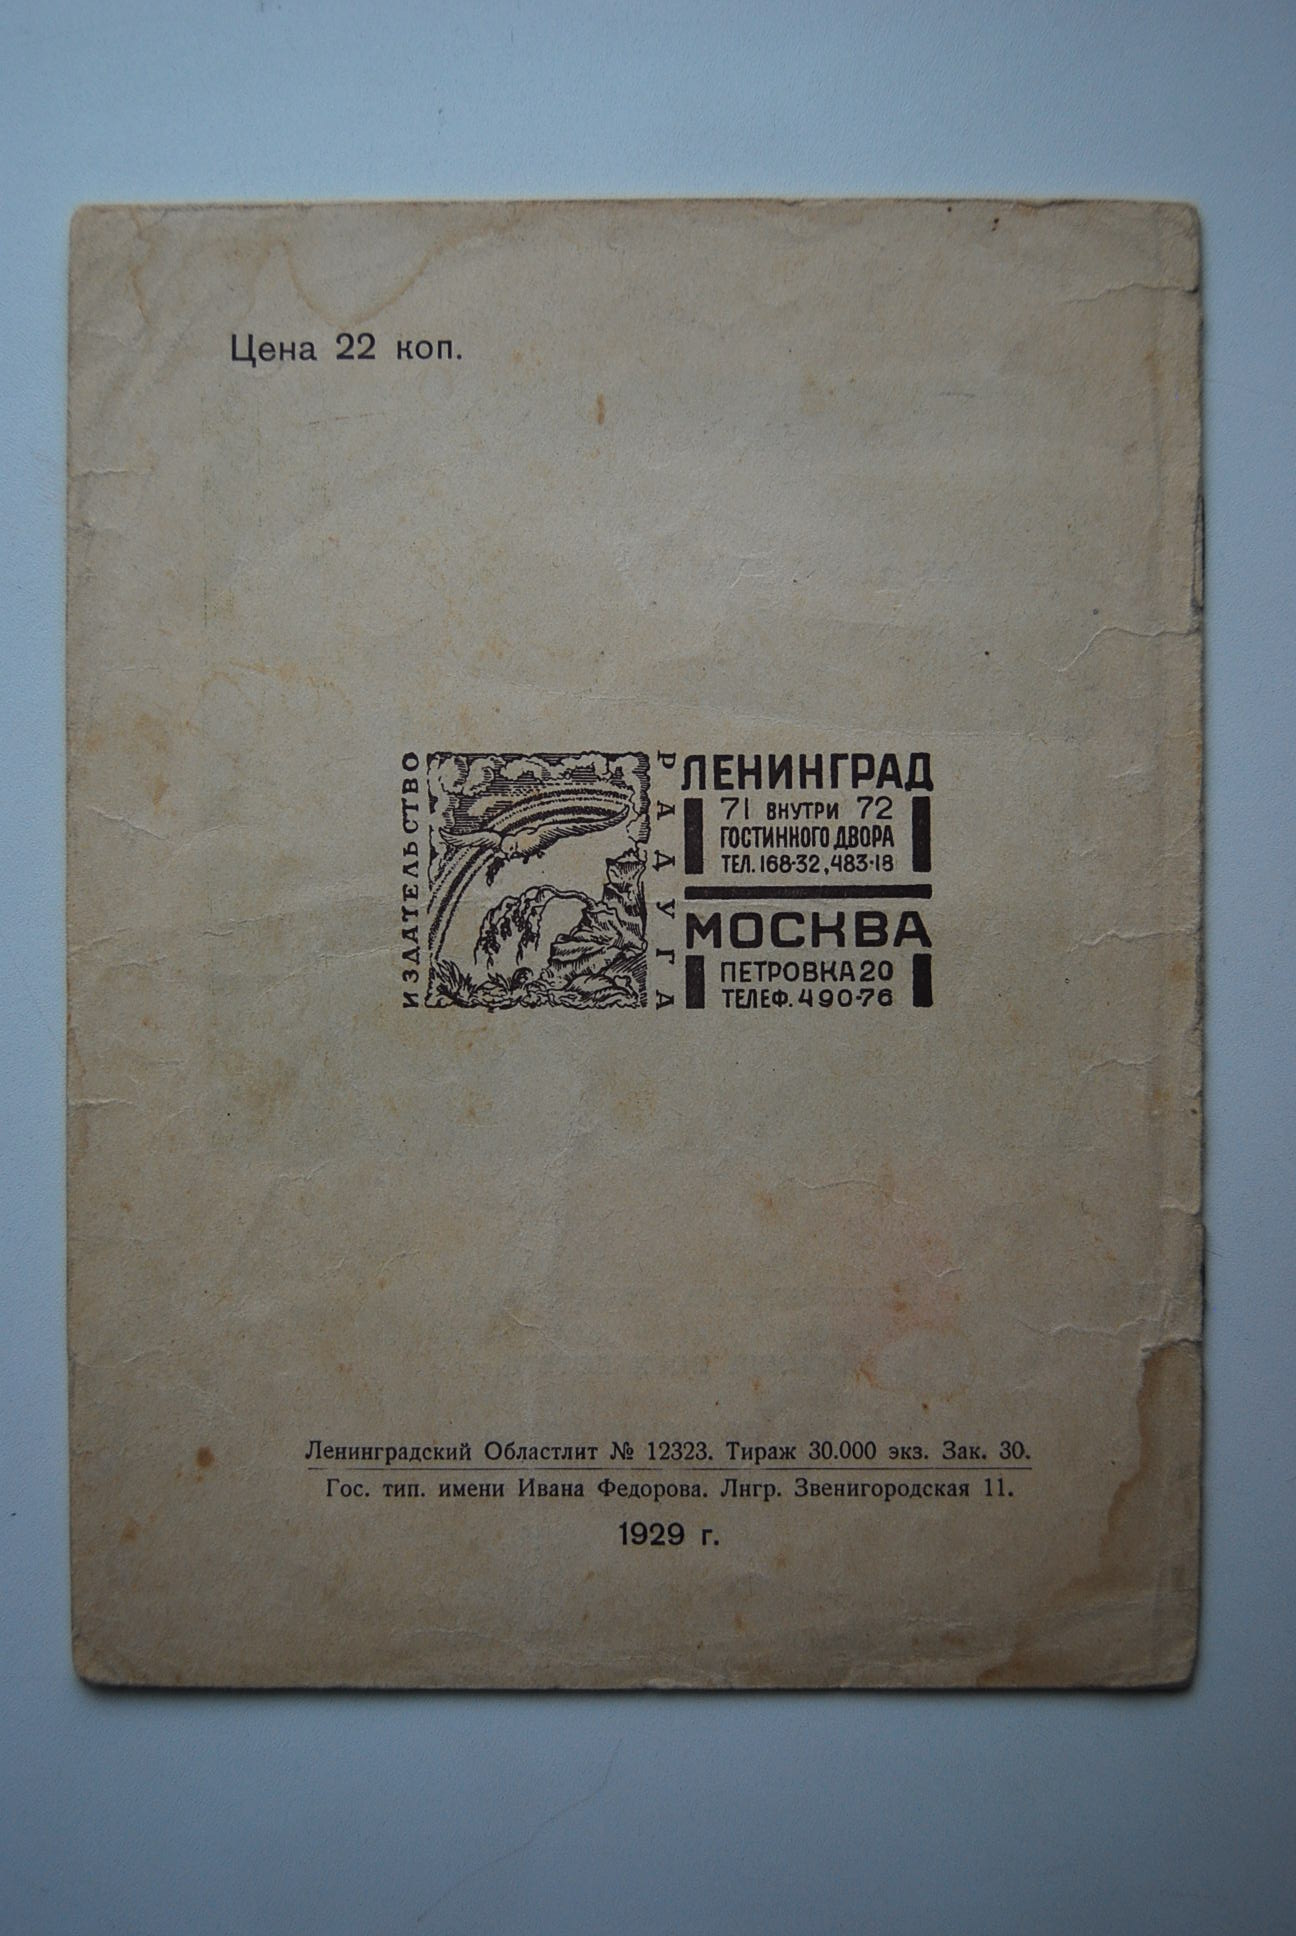 Цена 22 коп.
ИЗДАТЕЛЬСТВО
РАДУГА
ЛЕНИНГРАД
71 ВНУТРИ 72
ГОСТИННОГО ДВОРА
ТЕЛ. 168-32, 483-18
МОСКВА
ПЕТРОВКА 20
ТЕЛЕФ. 490-76
Ленинградский Областлит № 12323. Тираж 30.000 экз. Зак. 30.
Гос. тип. имени Ивана Федорова. Лнгр. Звенигородская 11.
1929 г.